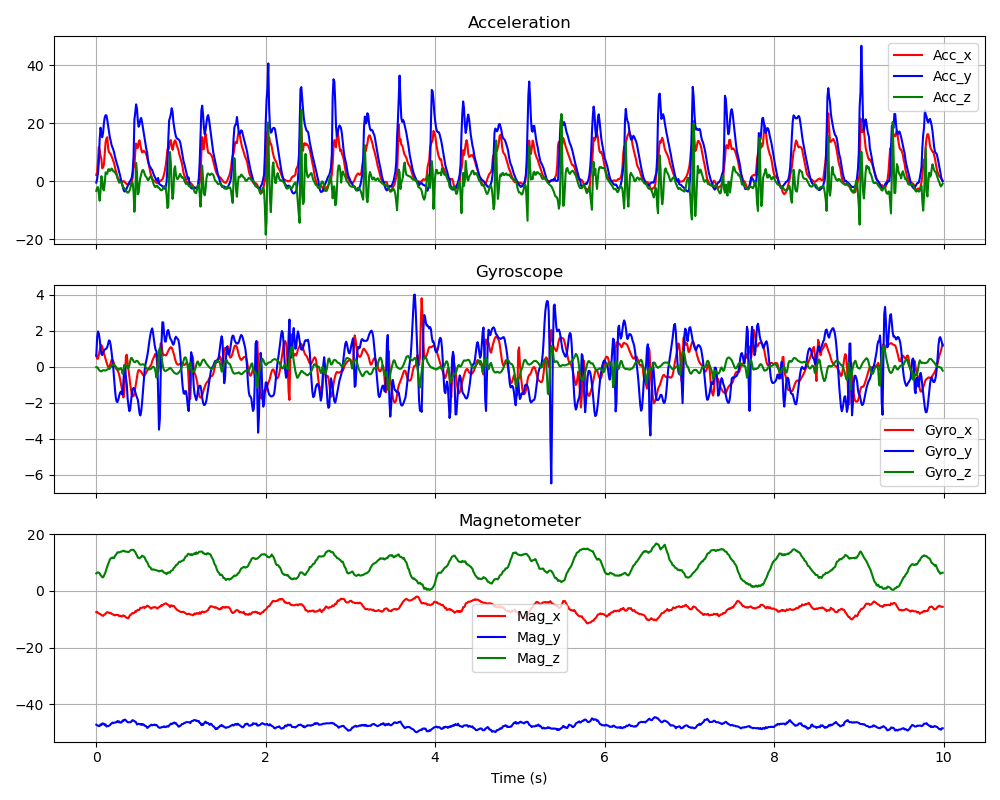 Acceleration
40
20
0
−20
Acc_x
Acc_y
Acc_z
Gyroscope
4
2
0
−2
−4
−6
Gyro_x
Gyro_y
Gyro_z
Magnetometer
20
0
−20
−40
Mag_x
Mag_y
Mag_z
0 2 4 6 8 10
Time (s)